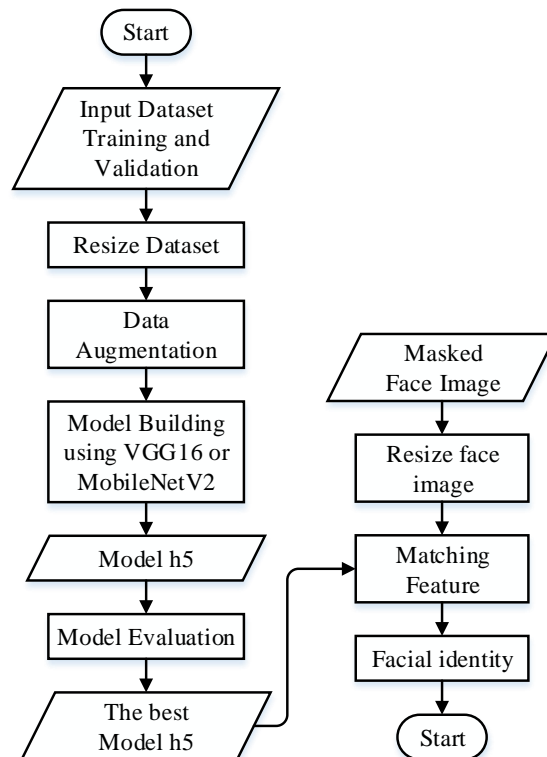 Start
Input Dataset
Training and
Validation
Resize Dataset
Data
Augmentation
Model Building
using VGG16 or
MobileNetV2
Model h5
Model Evaluation
The best
Model h5
Masked
Face Image
Resize face
image
Matching
Feature
Facial identity
Start